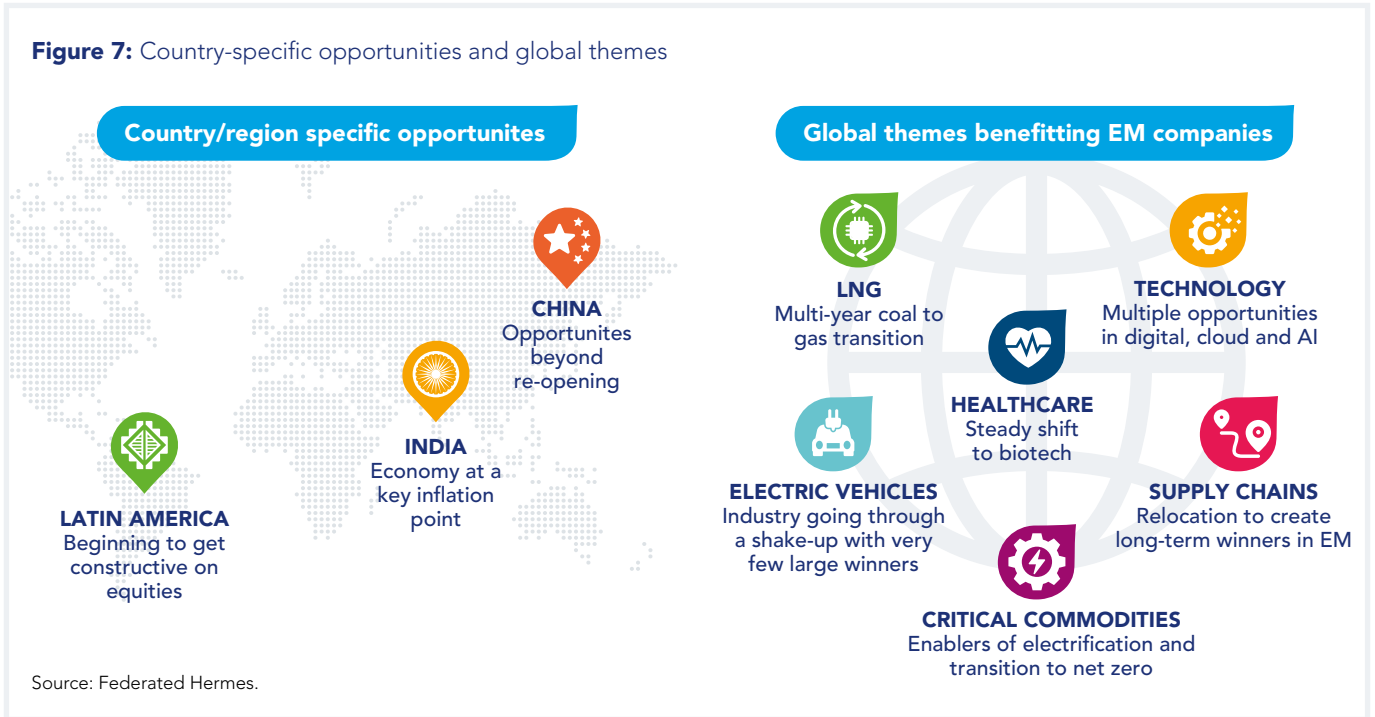 Figure 7: Country-specific opportunities and global themes
Country/region specific opportunites
CHINA
Opportunites
beyond
re-opening
INDIA
Economy at a
key inflation
point
LATIN AMERICA
Beginning to get
constructive on
equities
Global themes benefitting EM companies
LNG
Multi-year coal to
gas transition
TECHNOLOGY
Multiple opportunities
in digital, cloud and AI
HEALTHCARE
Steady shift
to biotech
ELECTRIC VEHICLES
Industry going through
a shake-up with very
few large winners
SUPPLY CHAINS
Relocation to create
long-term winners in EM
CRITICAL COMMODITIES
Enablers of electrification and
transition to net zero
Source: Federated Hermes.